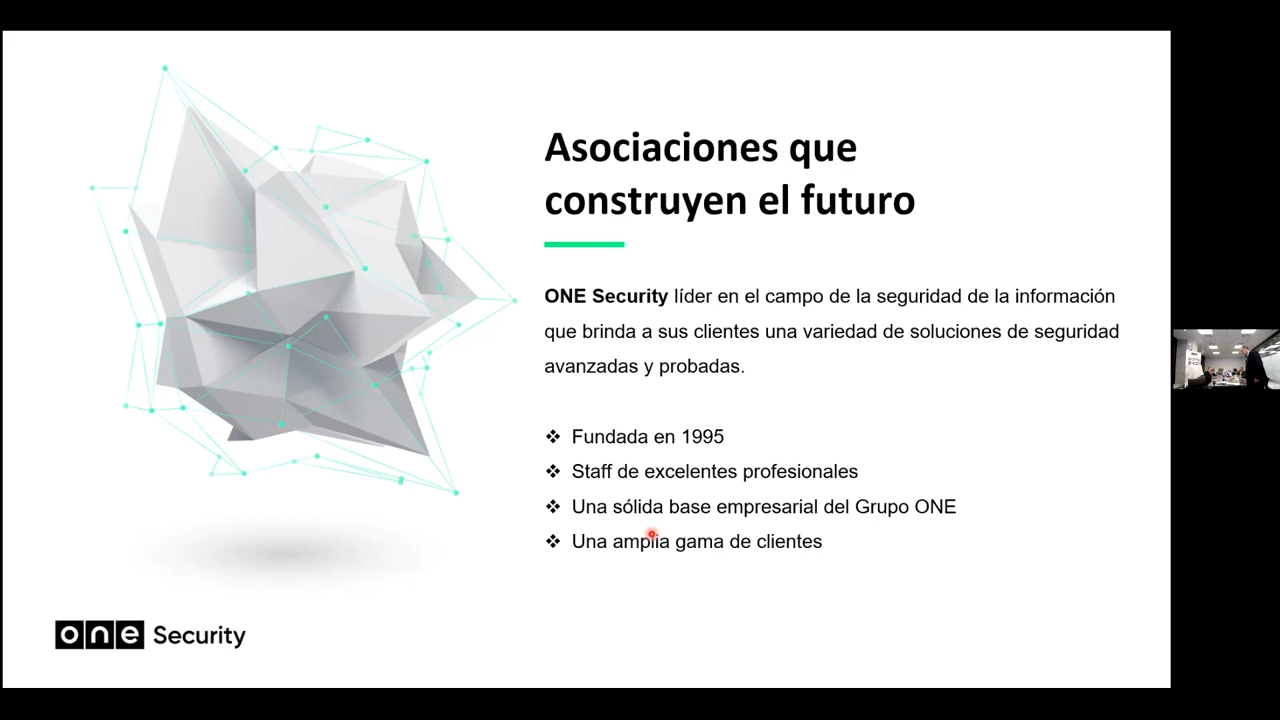 Asociaciones que
construyen el futuro
ONE Security líder en el campo de la seguridad de la información
que brinda a sus clientes una variedad de soluciones de seguridad
avanzadas y probadas.
❖ Fundada en 1995
❖ Staff de excelentes profesionales
❖ Una sólida base empresarial del Grupo ONE
❖ Una amplia gama de clientes
one Security